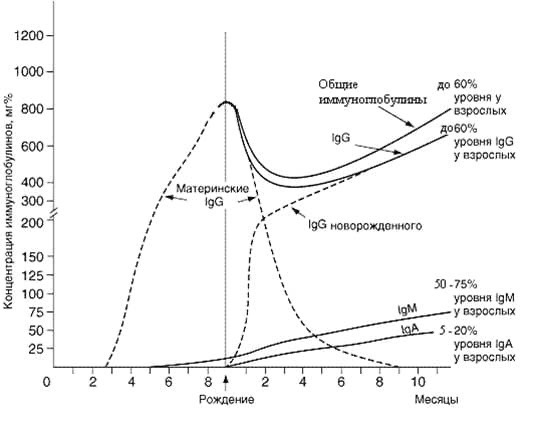 Концентрация иммуноглобулинов, мг%
1200
1000
800
600
400
300
200
150
125
100
75
50
25
0
2
4
6
8
2
4
6
8
10
Рождение
Месяцы
Материнские
IgG
Общие
иммуноглобулины
IgG
IgG новорожденного
IgM
IgA
до 60%
уровня у
взрослых
до 60%
уровня IgG
у взрослых
50 - 75%
уровня IgM
у взрослых
5 - 20%
уровня IgA
у взрослых